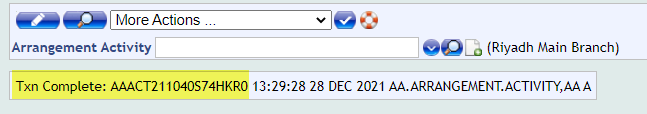 More Actions ...
Arrangement Activity (Riyadh Main Branch)
Txn Complete: AAACT211040S74HKR0 13:29:28 28 DEC 2021 AA.ARRANGEMENT.ACTIVITY,AA A